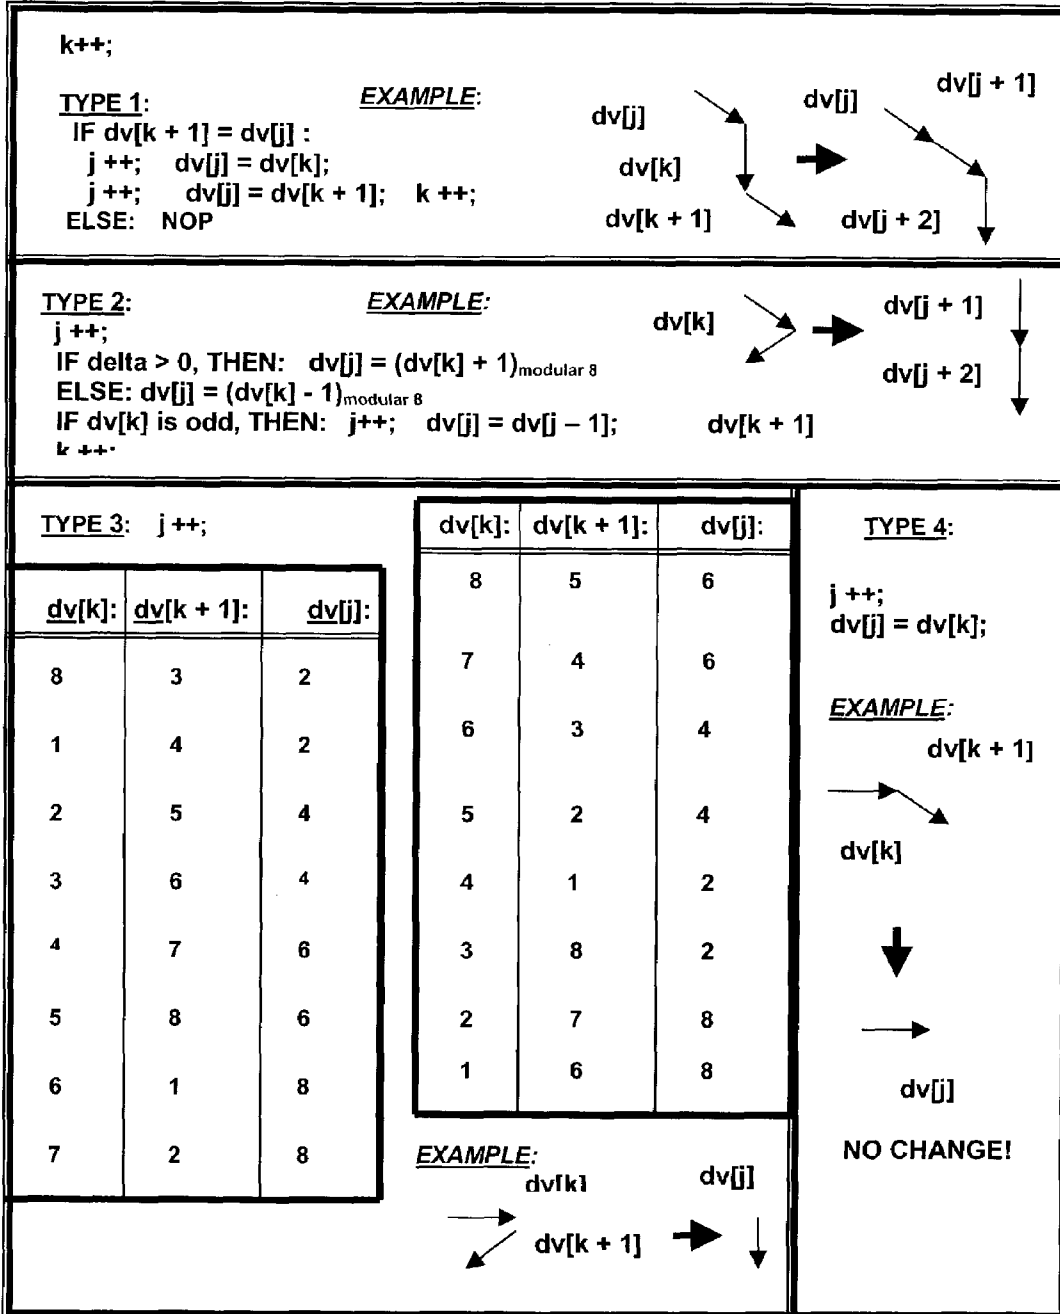 k++;
TYPE 1: EXAMPLE:
IF dv[k + 1] = dv[j] :
j ++; dv[j] = dv[k];
j ++; dv[j] = dv[k + 1]; k ++;
ELSE: NOP
dv[j]
dv[k]
dv[k + 1]
dv[j]
dv[j + 1]
dv[j + 2]
TYPE 2: EXAMPLE:
j ++;
IF delta > 0, THEN: dv[j] = (dv[k] + 1)modular 8
ELSE: dv[j] = (dv[k] - 1)modular 8
IF dv[k] is odd, THEN: j++; dv[j] = dv[j – 1];
k ++;
dv[k]
dv[k + 1]
dv[j + 1]
dv[j + 2]
TYPE 3: j ++;
dv[k]: dv[k + 1]: dv[j]:
8 3 2
1 4 2
2 5 4
3 6 4
4 7 6
5 8 6
6 1 8
7 2 8
dv[k]: dv[k + 1]: dv[j]:
8 5 6
7 4 6
6 3 4
5 2 4
4 1 2
3 8 2
2 7 8
1 6 8
EXAMPLE:
dv[k]
dv[k + 1]
dv[j]
TYPE 4:
j ++;
dv[j] = dv[k];
EXAMPLE:
dv[k + 1]
dv[k]
dv[j]
NO CHANGE!